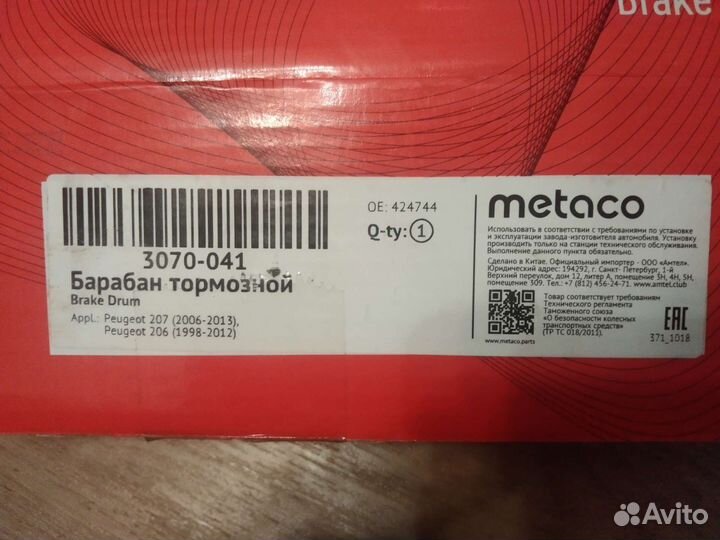 Brake
3070-041
Барабан тормозной
Brake Drum
Appl.: Peugeot 207 (2006-2013),
Peugeot 206 (1998-2012)
OE: 424744
Q-ty: 1
metaco
Использовать в соответствии с требованиями по установке
и эксплуатации завода-изготовителя автомобиля. Установку
производить только на станции технического обслуживания.
Выполнение данного пункта обязательно.
Сделано в Китае. Официальный импортер - ООО «Амтел».
Юридический адрес: 194292, г. Санкт- Петербург, 1-й
Верхний переулок, дом 12, литер А, помещение 3Н, 4Н, 5Н,
помещение 309. Тел.: +7 (812) 456-24-71. www.amtel.club
Товар соответствует требованиям
Технического регламента
Таможенного союза
«О безопасности колесных
транспортных средств»
(ТР ТС 018/2011).
www.metaco.parts
EAC
371_1018
Avito